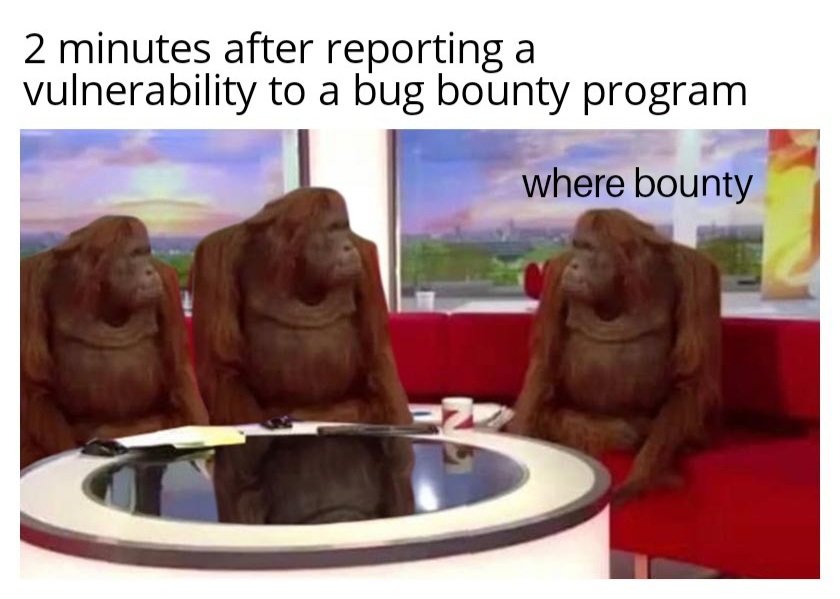 2 minutes after reporting a
vulnerability to a bug bounty program
where bounty